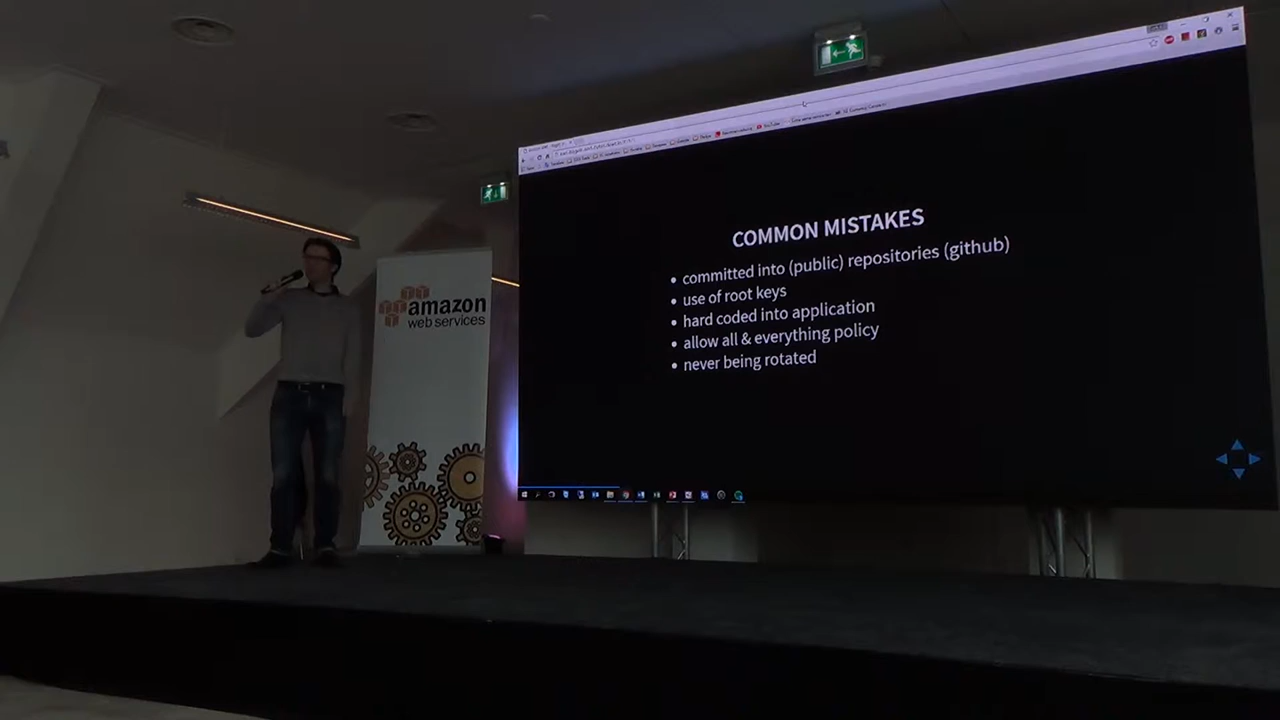 COMMON MISTAKES
committed into (public) repositories (github)
use of root keys
hard coded into application
allow all & everything policy
never being rotated
amazon
web services